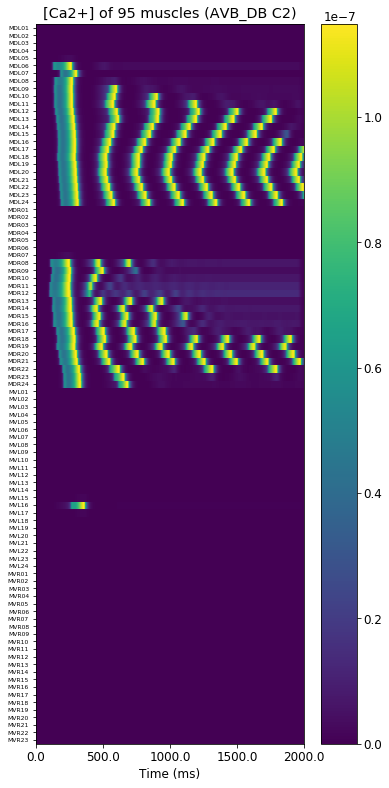 [Ca2+] of 95 muscles (AVB_DB C2)
1e−7
MDL01
MDL02
MDL03
MDL04
MDL05
MDL06
MDL07
MDL08
MDL09
MDL10
MDL11
MDL12
MDL13
MDL14
MDL15
MDL16
MDL17
MDL18
MDL19
MDL20
MDL21
MDL22
MDL23
MDL24
MDR01
MDR02
MDR03
MDR04
MDR05
MDR06
MDR07
MDR08
MDR09
MDR10
MDR11
MDR12
MDR13
MDR14
MDR15
MDR16
MDR17
MDR18
MDR19
MDR20
MDR21
MDR22
MDR23
MDR24
MVL01
MVL02
MVL03
MVL04
MVL05
MVL06
MVL07
MVL08
MVL09
MVL10
MVL11
MVL12
MVL13
MVL14
MVL15
MVL16
MVL17
MVL18
MVL19
MVL20
MVL21
MVL22
MVL23
MVL24
MVR01
MVR02
MVR03
MVR04
MVR05
MVR06
MVR07
MVR08
MVR09
MVR10
MVR11
MVR12
MVR13
MVR14
MVR15
MVR16
MVR17
MVR18
MVR19
MVR20
MVR21
MVR22
MVR23
0.0 500.0 1000.0 1500.0 2000.0
Time (ms)
1.0
0.8
0.6
0.4
0.2
0.0